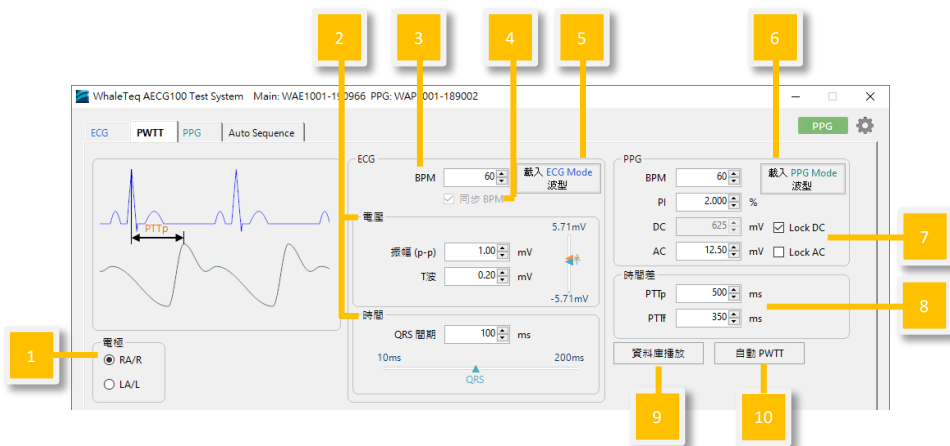 2
3
4
5
6
WhaleTeq AECG100 Test System Main: WAE1001-190966 PPG: WAPP001-189002
ECG
PWTT
PPG
Auto Sequence
PPG
PTTp
ECG
BPM 60
載入 ECG Mode
波型
同步 BPM
電壓
5.71mV
振幅 (p-p) 1.00 mV
T波 0.20 mV
-5.71mV
時間
QRS 間期 100 ms
10ms 200ms
QRS
PPG
BPM 60
載入 PPG Mode
波型
PI 2.000 %
DC 625 mV Lock DC
AC 12.50 mV Lock AC
7
時間差
PTTp 500 ms
PTTf 350 ms
8
1
電極
RA/R
LA/L
資料庫播放
自動 PWTT
9
10